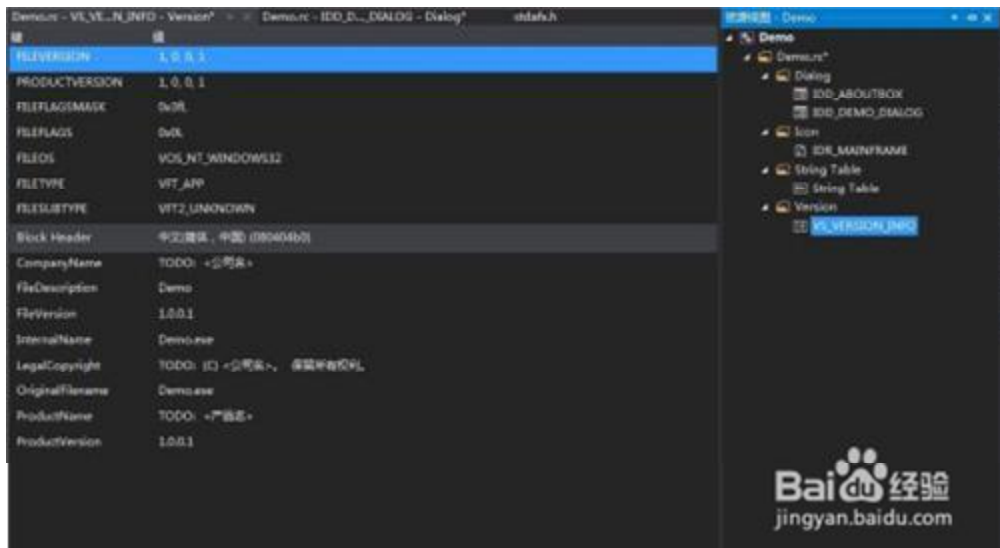 Demo.rc - VS_VE...N_INFO - Version*
Demo.rc - IDD_D..._DIALOG - Dialog*
stdafx.h
资源视图 - Demo
键 值
FILEVERSION 1, 0, 0, 1
PRODUCTVERSION 1, 0, 0, 1
FILEFLAGSMASK 0x3fL
FILEFLAGS 0x0L
FILEOS VOS_NT_WINDOWS32
FILETYPE VFT_APP
FILESUBTYPE VFT2_UNKNOWN
Block Header 中文(简体，中国) (080404b0)
CompanyName TODO: <公司名>
FileDescription Demo
FileVersion 1.0.0.1
InternalName Demo.exe
LegalCopyright TODO: (C) <公司名>。 保留所有权利。
OriginalFilename Demo.exe
ProductName TODO: <产品名>
ProductVersion 1.0.0.1
Demo
Demo.rc*
Dialog
IDD_ABOUTBOX
IDD_DEMO_DIALOG
Icon
IDR_MAINFRAME
String Table
String Table
Version
VS_VERSION_INFO
Baidu经验
jingyan.baidu.com